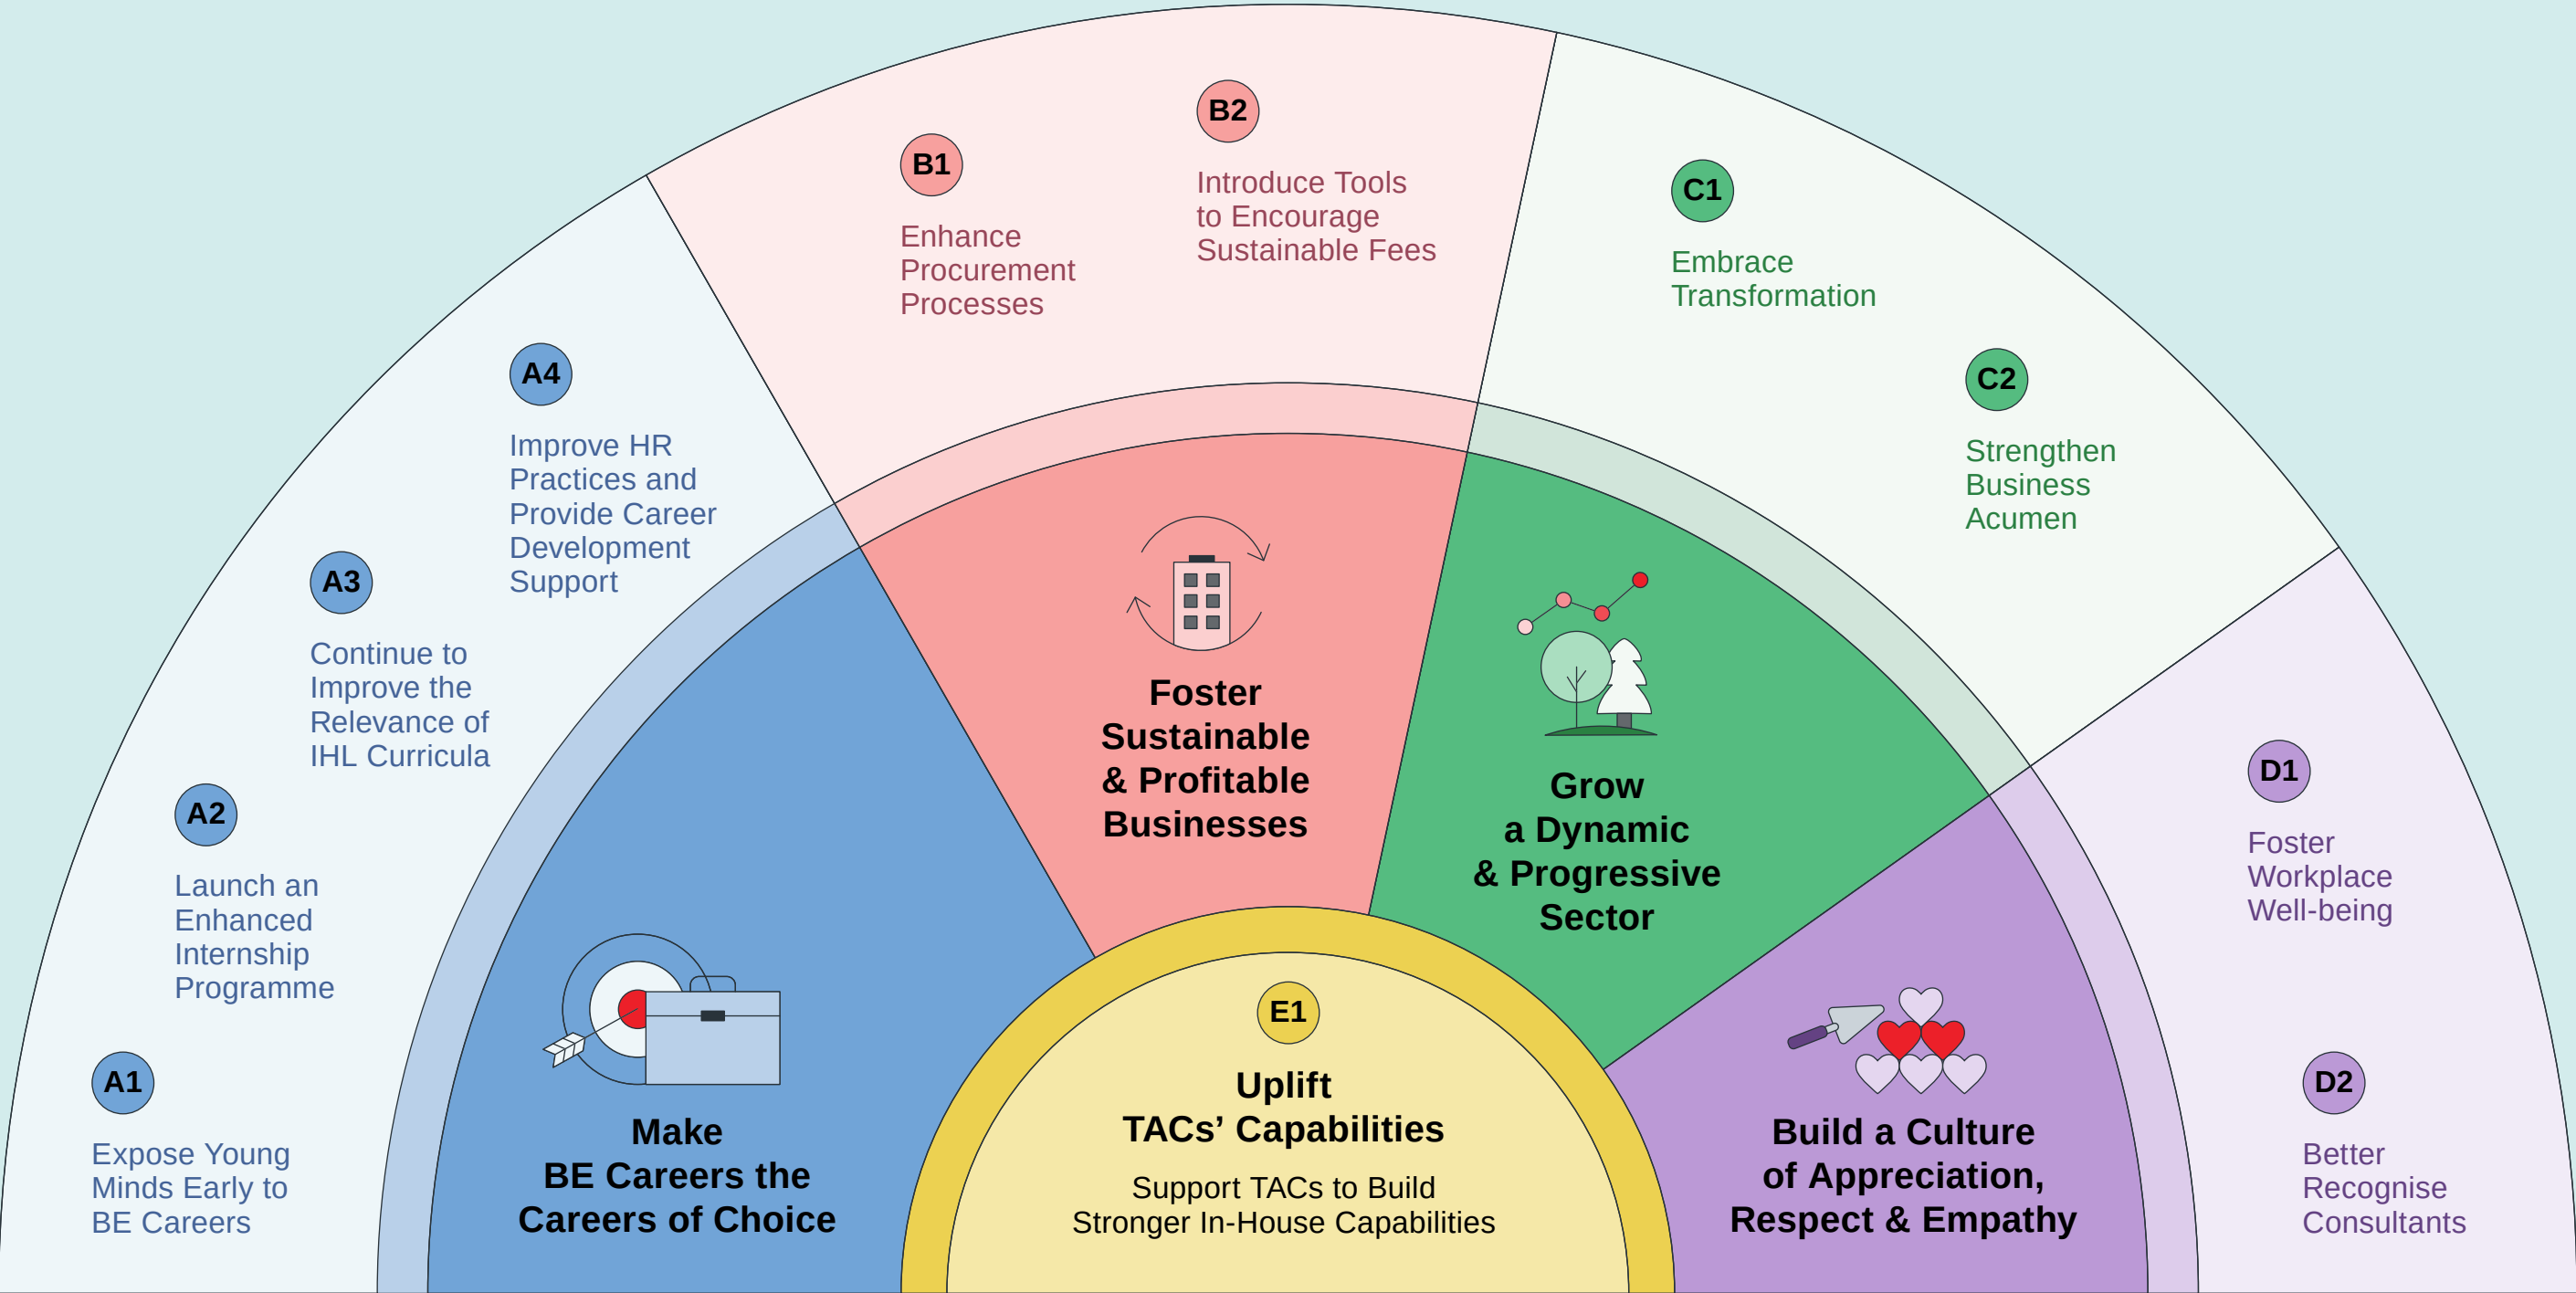 A1
Expose Young
Minds Early to
BE Careers
A2
Launch an
Enhanced
Internship
Programme
A3
Continue to
Improve the
Relevance of
IHL Curricula
A4
Improve HR
Practices and
Provide Career
Development
Support
Make
BE Careers the
Careers of Choice
B1
Enhance
Procurement
Processes
B2
Introduce Tools
to Encourage
Sustainable Fees
Foster
Sustainable
& Profitable
Businesses
C1
Embrace
Transformation
C2
Strengthen
Business
Acumen
Grow
a Dynamic
& Progressive
Sector
D1
Foster
Workplace
Well-being
D2
Better
Recognise
Consultants
Build a Culture
of Appreciation,
Respect & Empathy
E1
Uplift
TACs’ Capabilities
Support TACs to Build
Stronger In-House Capabilities